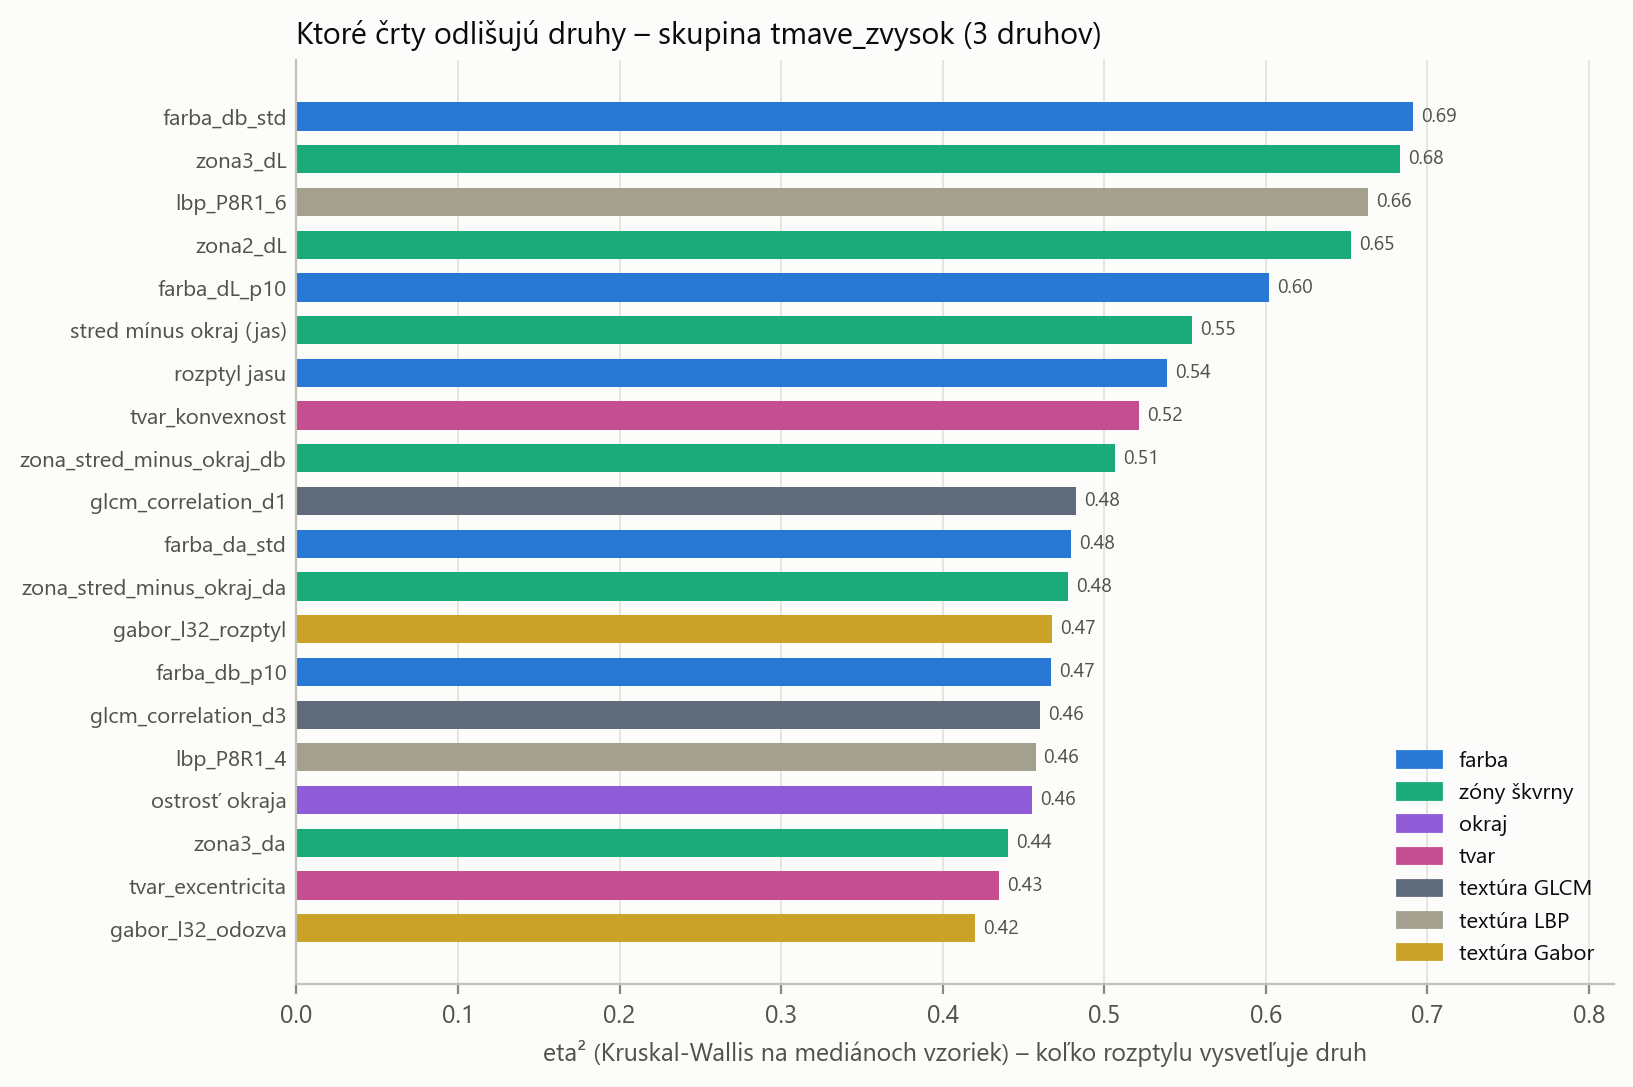 Ktoré črty odlišujú druhy – skupina tmave_zvysok (3 druhov)
farba_db_std 0.69
zona3_dL 0.68
lbp_P8R1_6 0.66
zona2_dL 0.65
farba_dL_p10 0.60
stred mínus okraj (jas) 0.55
rozptyl jasu 0.54
tvar_konvexnost 0.52
zona_stred_minus_okraj_db 0.51
glcm_correlation_d1 0.48
farba_da_std 0.48
zona_stred_minus_okraj_da 0.48
gabor_l32_rozptyl 0.47
farba_db_p10 0.47
glcm_correlation_d3 0.46
lbp_P8R1_4 0.46
ostrosť okraja 0.46
zona3_da 0.44
tvar_excentricita 0.43
gabor_l32_odozva 0.42
farba
zóny škvrny
okraj
tvar
textúra GLCM
textúra LBP
textúra Gabor
0.0 0.1 0.2 0.3 0.4 0.5 0.6 0.7 0.8
eta² (Kruskal-Wallis na mediánoch vzoriek) – koľko rozptylu vysvetľuje druh